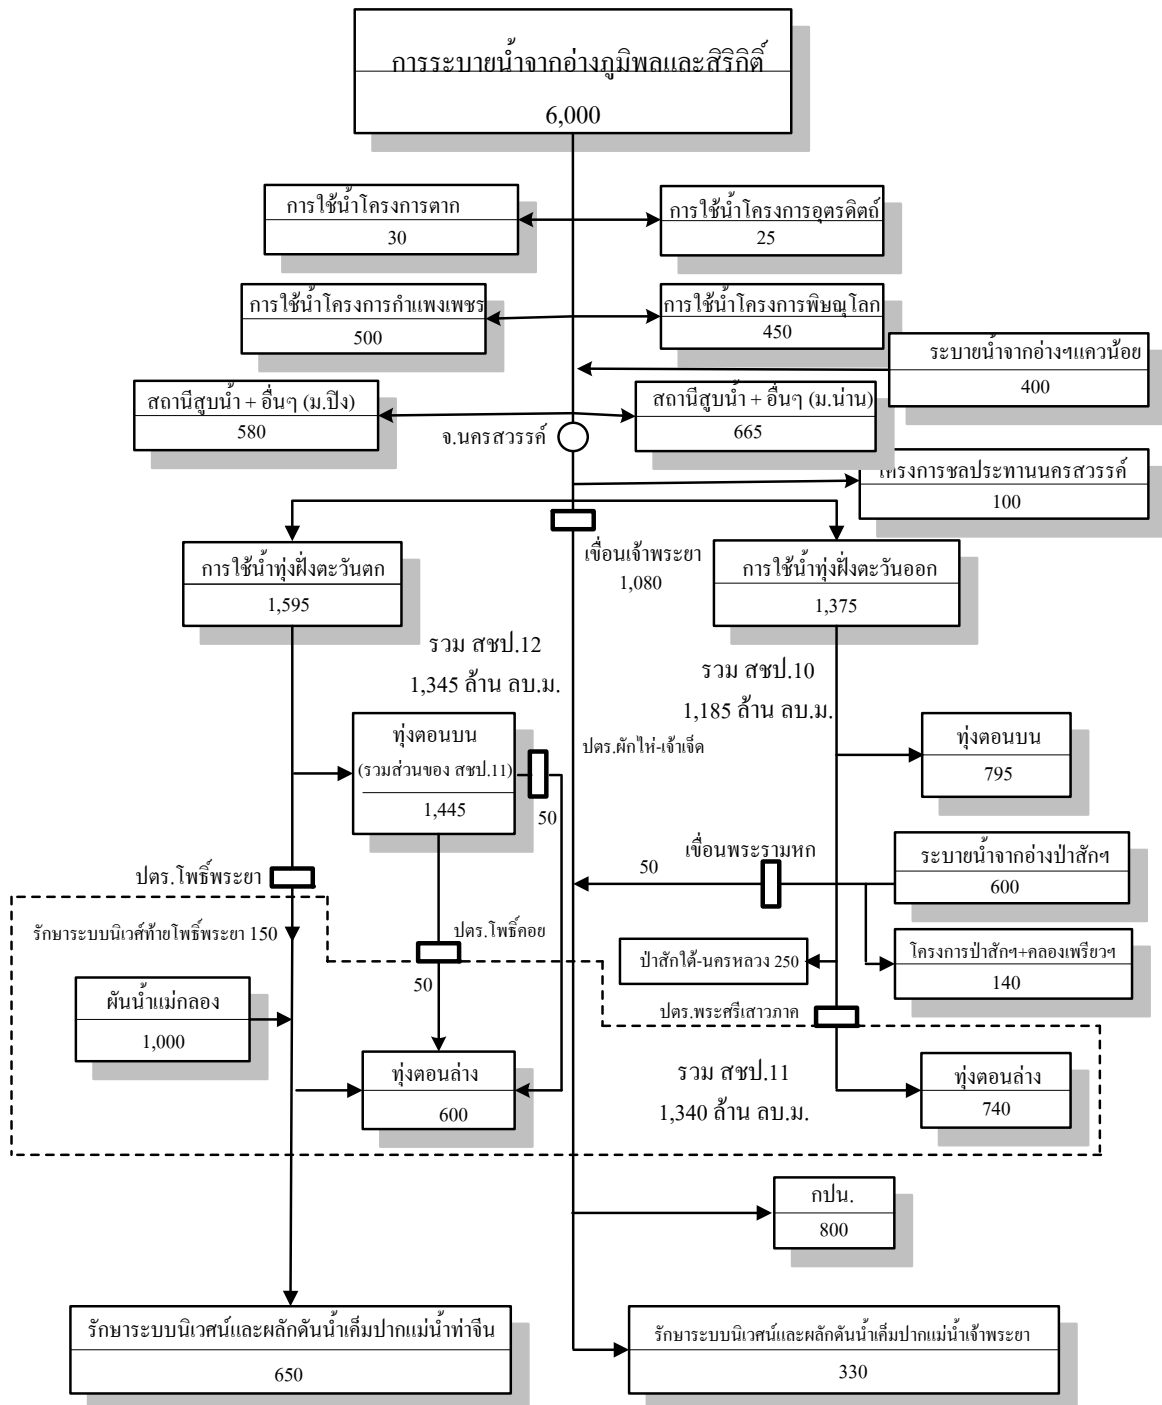 การระบายน้ำจากอ่างภูมิพลและสิริกิติ์
6,000
การใช้น้ำโครงการตาก
30
การใช้น้ำโครงการอุตรดิตถ์
25
การใช้น้ำโครงการกำแพงเพชร
500
การใช้น้ำโครงการพิษณุโลก
450
ระบายน้ำจากอ่างฯแควน้อย
400
สถานีสูบน้ำ + อื่นๆ (ม.ปิง)
580
สถานีสูบน้ำ + อื่นๆ (ม.น่าน)
665
จ.นครสวรรค์
โครงการชลประทานนครสวรรค์
100
เขื่อนเจ้าพระยา
1,080
การใช้น้ำทุ่งฝั่งตะวันตก
1,595
การใช้น้ำทุ่งฝั่งตะวันออก
1,375
รวม สชป.12
1,345 ล้าน ลบ.ม.
รวม สชป.10
1,185 ล้าน ลบ.ม.
ทุ่งตอนบน
(รวมส่วนของ สชป.11)
1,445
50
ปตร.ผักไห่-เจ้าเจ็ด
ทุ่งตอนบน
795
เขื่อนพระรามหก
50
ระบายน้ำจากอ่างป่าสักฯ
600
ปตร.โพธิ์พระยา
รักษาระบบนิเวศ์ท้ายโพธิ์พระยา 150
ปตร.โพธิ์คอย
50
ป่าสักใต้-นครหลวง 250
โครงการป่าสักฯ+คลองเพรียวฯ
140
ผันน้ำแม่กลอง
1,000
ปตร.พระศรีเสาวภาค
ทุ่งตอนล่าง
600
รวม สชป.11
1,340 ล้าน ลบ.ม.
ทุ่งตอนล่าง
740
กปน.
800
รักษาระบบนิเวศน์และผลักดันน้ำเค็มปากแม่น้ำท่าจีน
650
รักษาระบบนิเวศน์และผลักดันน้ำเค็มปากแม่น้ำเจ้าพระยา
330